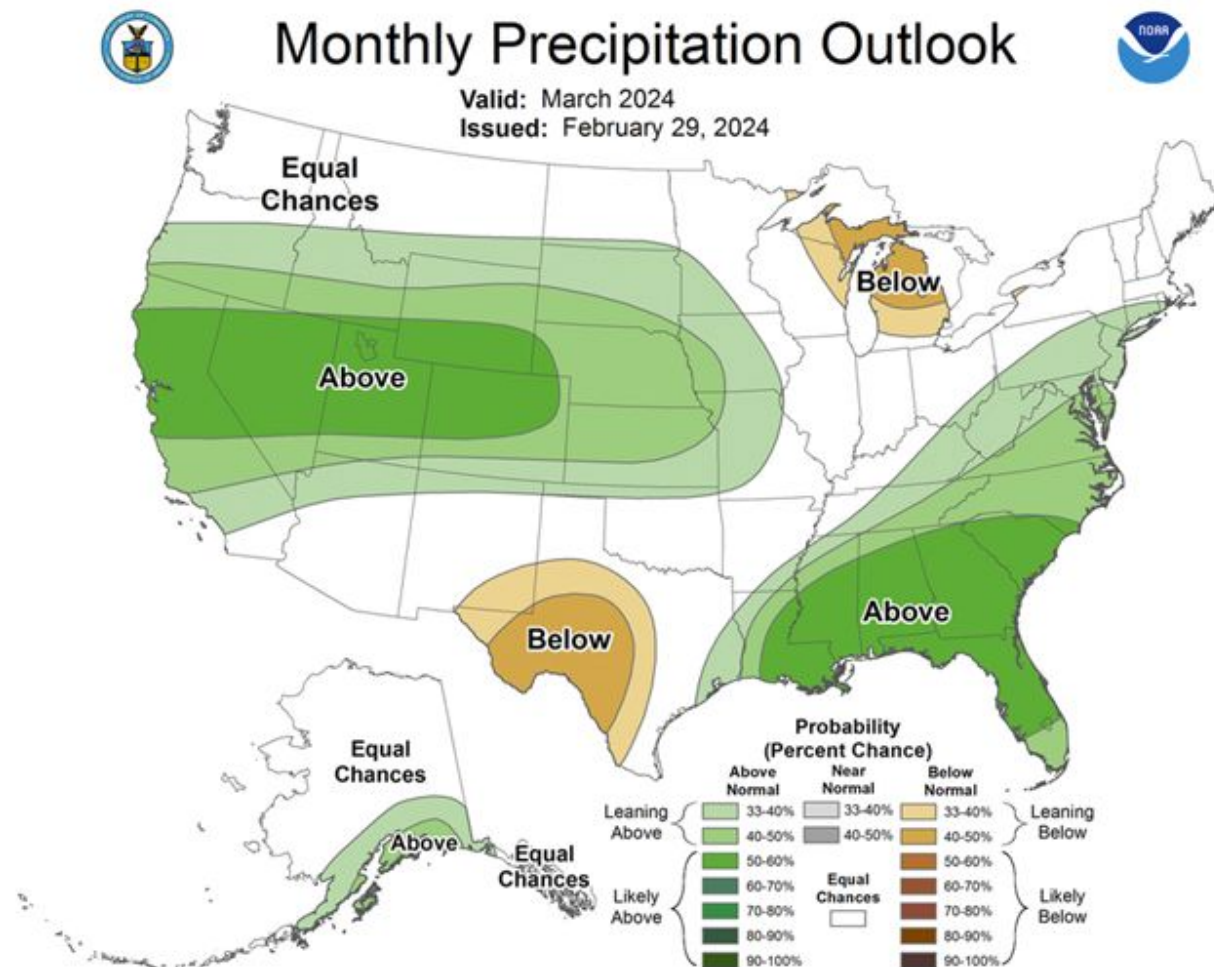 Monthly Precipitation Outlook
NOAA
Valid: March 2024
Issued: February 29, 2024
Equal
Chances
Below
Above
Below
Above
Equal
Chances
Above
Equal
Chances
Probability
(Percent Chance)
Above
Normal
Near
Normal
Below
Normal
Leaning
Above
33-40%
33-40%
33-40%
Leaning
Below
40-50%
40-50%
40-50%
Likely
Above
50-60%
50-60%
60-70%
60-70%
70-80%
70-80%
80-90%
80-90%
90-100%
90-100%
Equal
Chances
Likely
Below